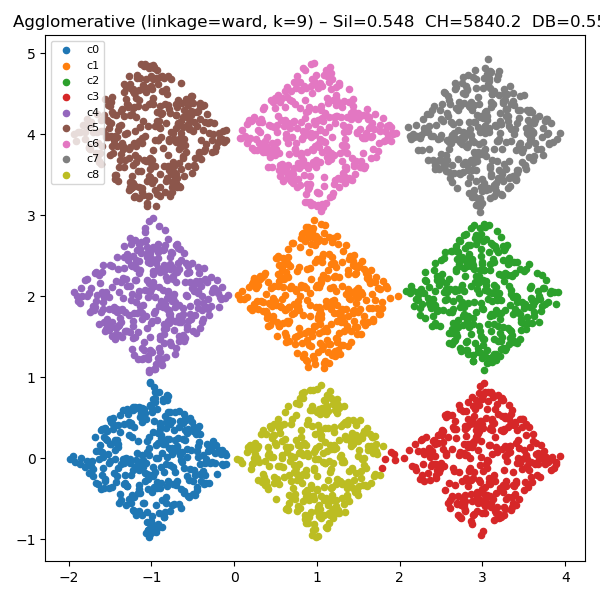 Agglomerative (linkage=ward, k=9) – Sil=0.548  CH=5840.2  DB=0.55
c0
c1
c2
c3
c4
c5
c6
c7
c8
5
4
3
2
1
0
−1
−2 −1 0 1 2 3 4